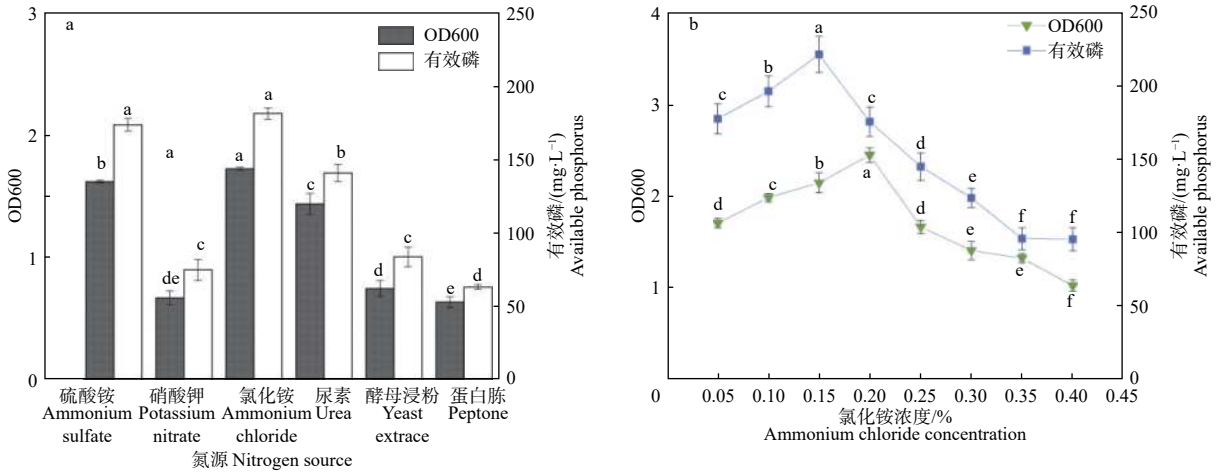 3
2
1
0
OD600
a
OD600
有效磷
250
200
150
100
50
0
有效磷/(mg·L⁻¹)
Available phosphorus
b
a
a
de
c
a
a
c
b
d
c
e
d
硫酸铵
Ammonium
sulfate
硝酸钾
Potassium
nitrate
氯化铵
Ammonium
chloride
尿素
Urea
酵母浸粉
Yeast
extrace
蛋白胨
Peptone
氮源 Nitrogen source
4
3
2
1
0
OD600
b
OD600
有效磷
250
200
150
100
50
0
有效磷/(mg·L⁻¹)
Available phosphorus
c
b
a
c
d
e
f
f
d
c
b
a
d
e
e
f
0.05 0.10 0.15 0.20 0.25 0.30 0.35 0.40 0.45
氯化铵浓度/%
Ammonium chloride concentration